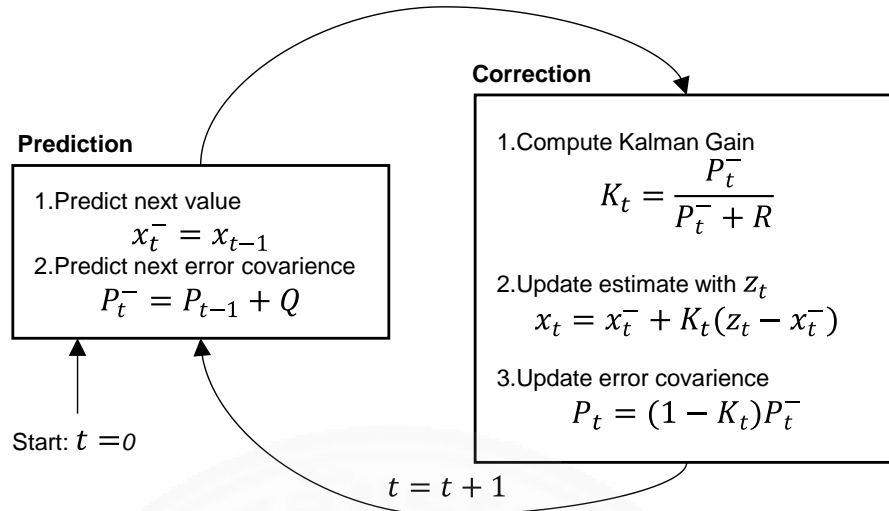 Prediction
1.Predict next value
x_t^- = x_{t-1}
2.Predict next error covarience
P_t^- = P_{t-1} + Q
Start: t =0
Correction
1.Compute Kalman Gain
K_t = \frac{P_t^-}{P_t^- + R}
2.Update estimate with z_t
x_t = x_t^- + K_t(z_t − x_t^-)
3.Update error covarience
P_t = (1 − K_t)P_t^-
t = t + 1